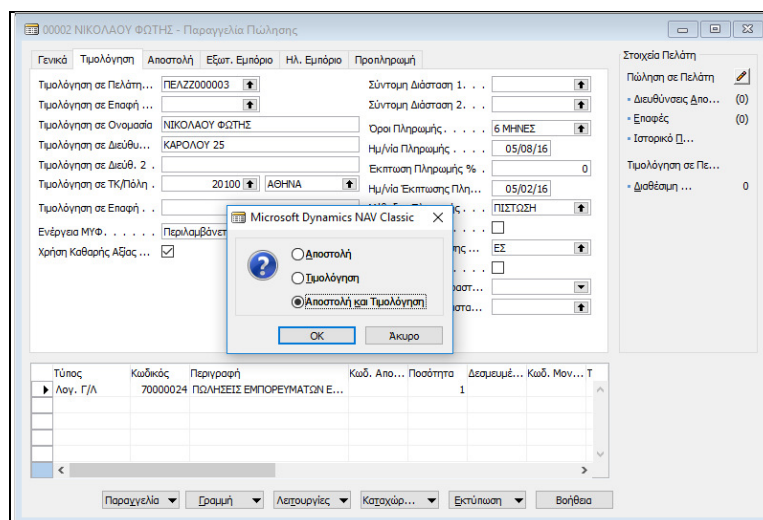 00002 ΝΙΚΟΛΑΟΥ ΦΩΤΗΣ - Παραγγελία Πώλησης
Γενικά Τιμολόγηση Αποστολή Εξωτ. Εμπόριο Ηλ. Εμπόριο Προπληρωμή
Τιμολόγηση σε Πελάτη... ΠΕΛΖΖ000003 Σύντομη Διάσταση 1. . .
Τιμολόγηση σε Επαφή ... Σύντομη Διάσταση 2. . .
Τιμολόγηση σε Ονομασία ΝΙΚΟΛΑΟΥ ΦΩΤΗΣ Όροι Πληρωμής. . . . . 6 ΜΗΝΕΣ
Τιμολόγηση σε Διεύθυ... ΚΑΡΟΛΟΥ 25 Ημ/νία Πληρωμής . . . . 05/08/16
Τιμολόγηση σε Διεύθ. 2 . Έκπτωση Πληρωμής % . 0
Τιμολόγηση σε ΤΚ/Πόλη . 20100 ΑΘΗΝΑ Ημ/νία Έκπτωσης Πλη... 05/02/16
Τιμολόγηση σε Επαφή . . ς . . . ΠΙΣΤΩΣΗ
Ενέργεια ΜΥΦ. . . . . . Περιλαμβάνετ
Χρήση Καθαρής Αξίας ... ης ... ΕΣ
αστ...
στα...
Microsoft Dynamics NAV Classic
Αποστολή
Τιμολόγηση
Αποστολή και Τιμολόγηση
OK Άκυρο
Στοιχεία Πελάτη
Πώληση σε Πελάτη
Διευθύνσεις Απο... (0)
Επαφές (0)
Ιστορικό Π...
Τιμολόγηση σε Πε...
Διαθέσιμη ... 0
Τύπος Κωδικός Περιγραφή Κωδ. Απο... Ποσότητα Δεσμευμέ... Κωδ. Μον... Τ
Λογ. Γ/Λ 70000024 ΠΩΛΗΣΕΙΣ ΕΜΠΟΡΕΥΜΑΤΩΝ Ε... 1
Παραγγελία Γραμμή Λειτουργίες Καταχώρ... Εκτύπωση Βοήθεια